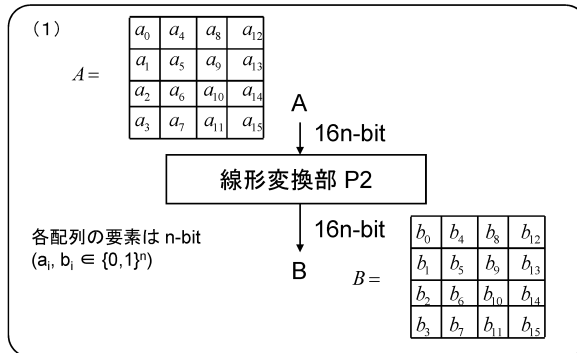 (1)
A =
a0 a4 a8 a12
a1 a5 a9 a13
a2 a6 a10 a14
a3 a7 a11 a15
A
16n-bit
線形変換部 P2
16n-bit
B
各配列の要素は n-bit
(ai, bi ∈ {0,1}^n)
B =
b0 b4 b8 b12
b1 b5 b9 b13
b2 b6 b10 b14
b3 b7 b11 b15